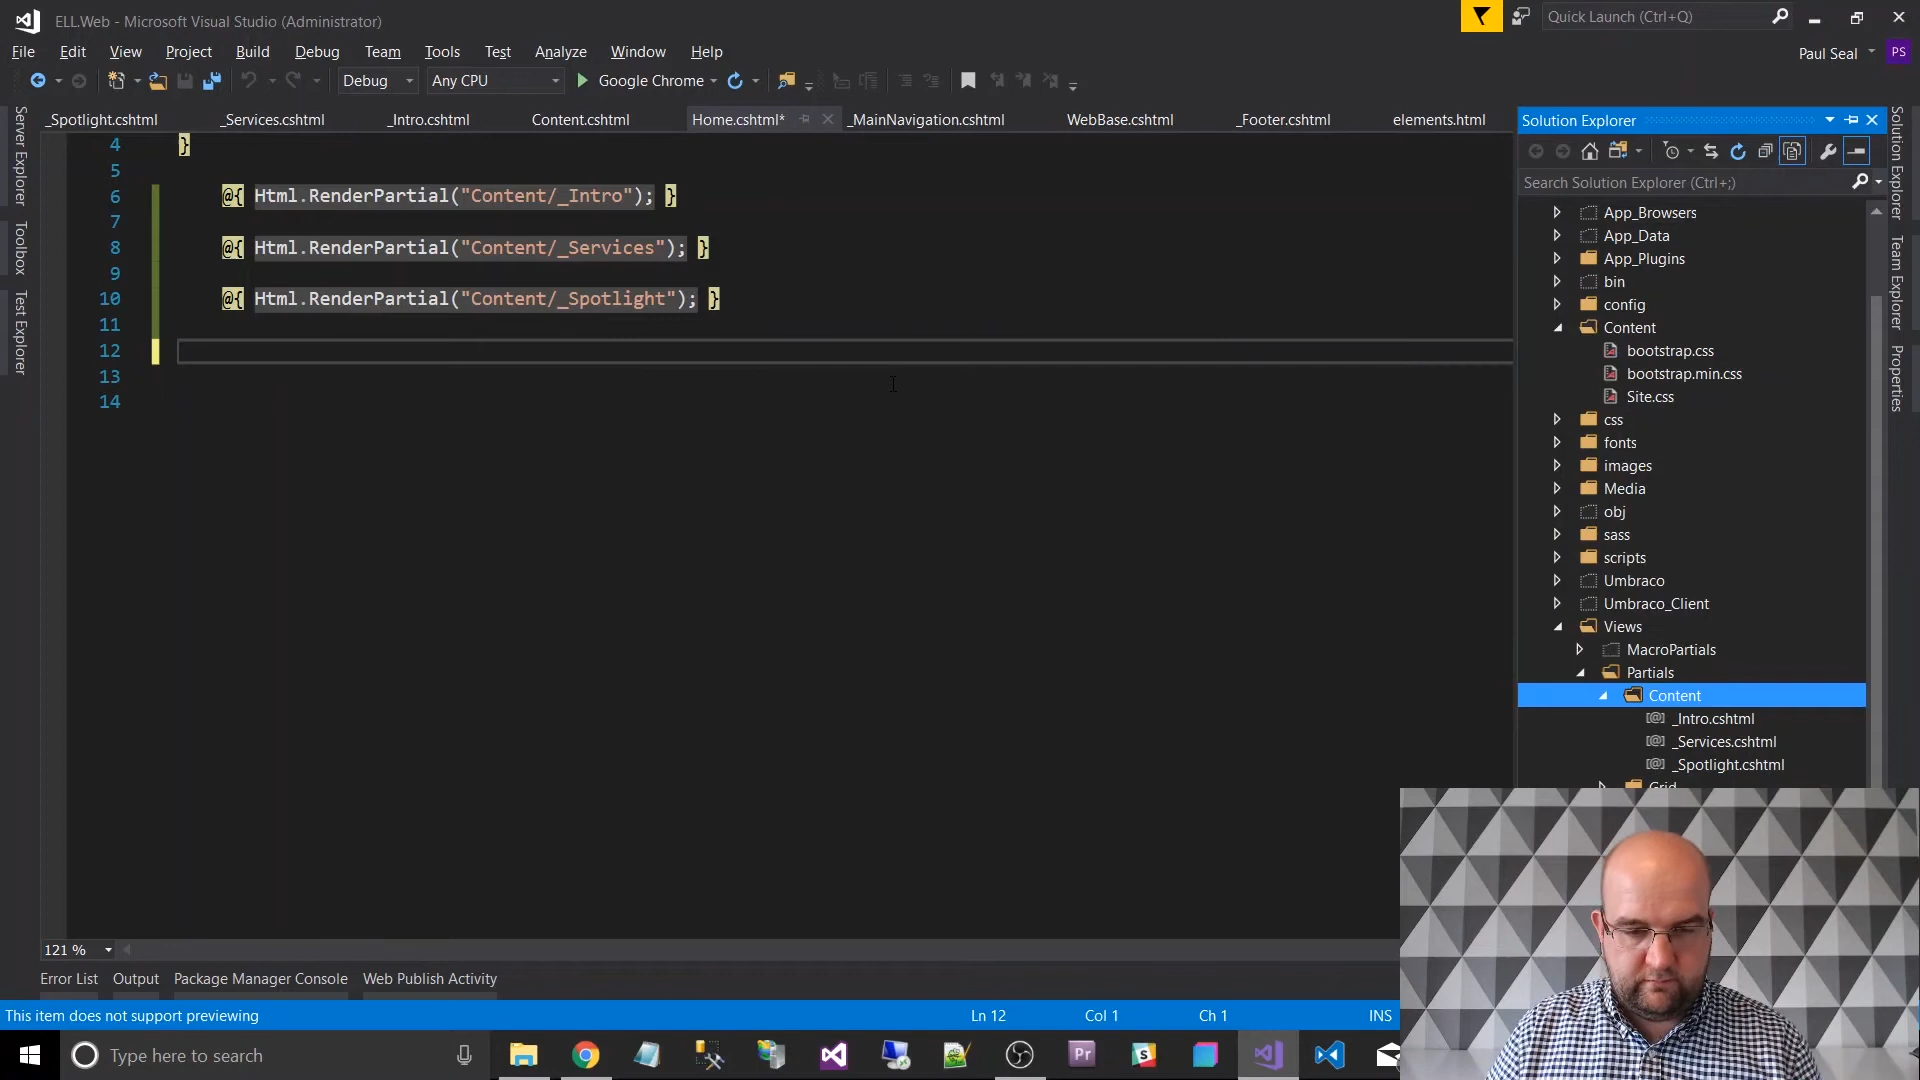 ELL.Web - Microsoft Visual Studio (Administrator)
Quick Launch (Ctrl+Q)
File Edit View Project Build Debug Team Tools Test Analyze Window Help
Paul Seal PS
Debug Any CPU Google Chrome
_Spotlight.cshtml _Services.cshtml _Intro.cshtml Content.cshtml Home.cshtml* _MainNavigation.cshtml WebBase.cshtml _Footer.cshtml elements.html
Server Explorer
Toolbox
Test Explorer
4 }
5
6 @{ Html.RenderPartial("Content/_Intro"); }
7
8 @{ Html.RenderPartial("Content/_Services"); }
9
10 @{ Html.RenderPartial("Content/_Spotlight"); }
11
12
13
14
Solution Explorer
Search Solution Explorer (Ctrl+;)
App_Browsers
App_Data
App_Plugins
bin
config
Content
bootstrap.css
bootstrap.min.css
Site.css
css
fonts
images
Media
obj
sass
scripts
Umbraco
Umbraco_Client
Views
MacroPartials
Partials
Content
_Intro.cshtml
_Services.cshtml
_Spotlight.cshtml
Grid
Solution Explorer
Team Explorer
Properties
121 %
Error List Output Package Manager Console Web Publish Activity
This item does not support previewing Ln 12 Col 1 Ch 1 INS
Type here to search
Pr
S